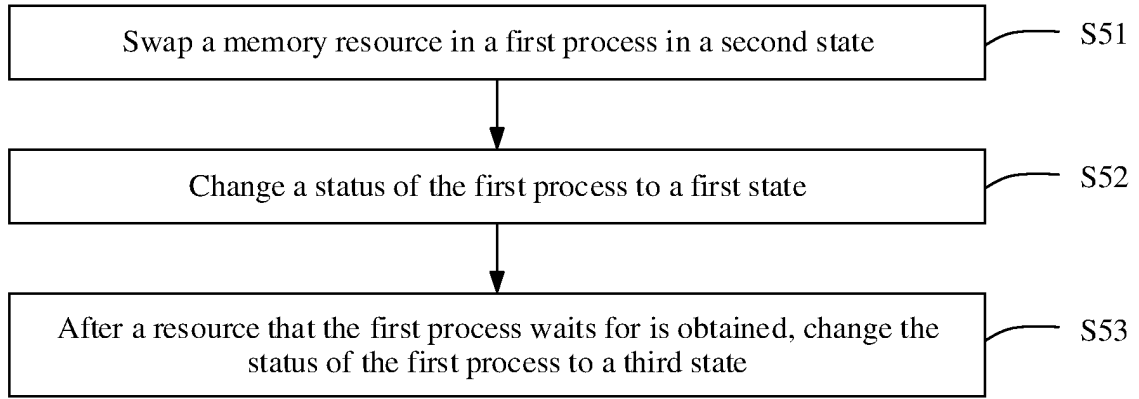 Swap a memory resource in a first process in a second state
S51
Change a status of the first process to a first state
S52
After a resource that the first process waits for is obtained, change the
status of the first process to a third state
S53